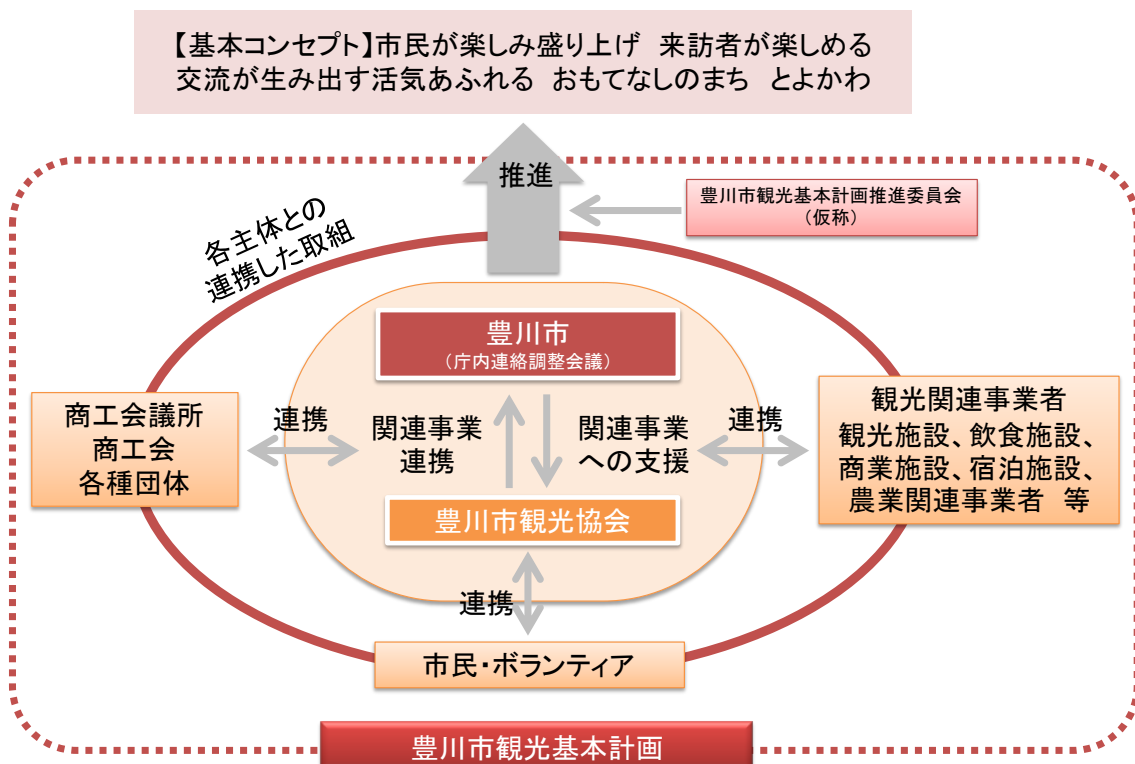 【基本コンセプト】市民が楽しみ盛り上げ 来訪者が楽しめる
交流が生み出す活気あふれる おもてなしのまち とよかわ
推進
豊川市観光基本計画推進委員会
(仮称)
各主体との
連携した取組
豊川市
(庁内連絡調整会議)
商工会議所
商工会
各種団体
連携
関連事業
連携
関連事業
への支援
連携
観光関連事業者
観光施設、飲食施設、
商業施設、宿泊施設、
農業関連事業者 等
豊川市観光協会
連携
市民・ボランティア
豊川市観光基本計画